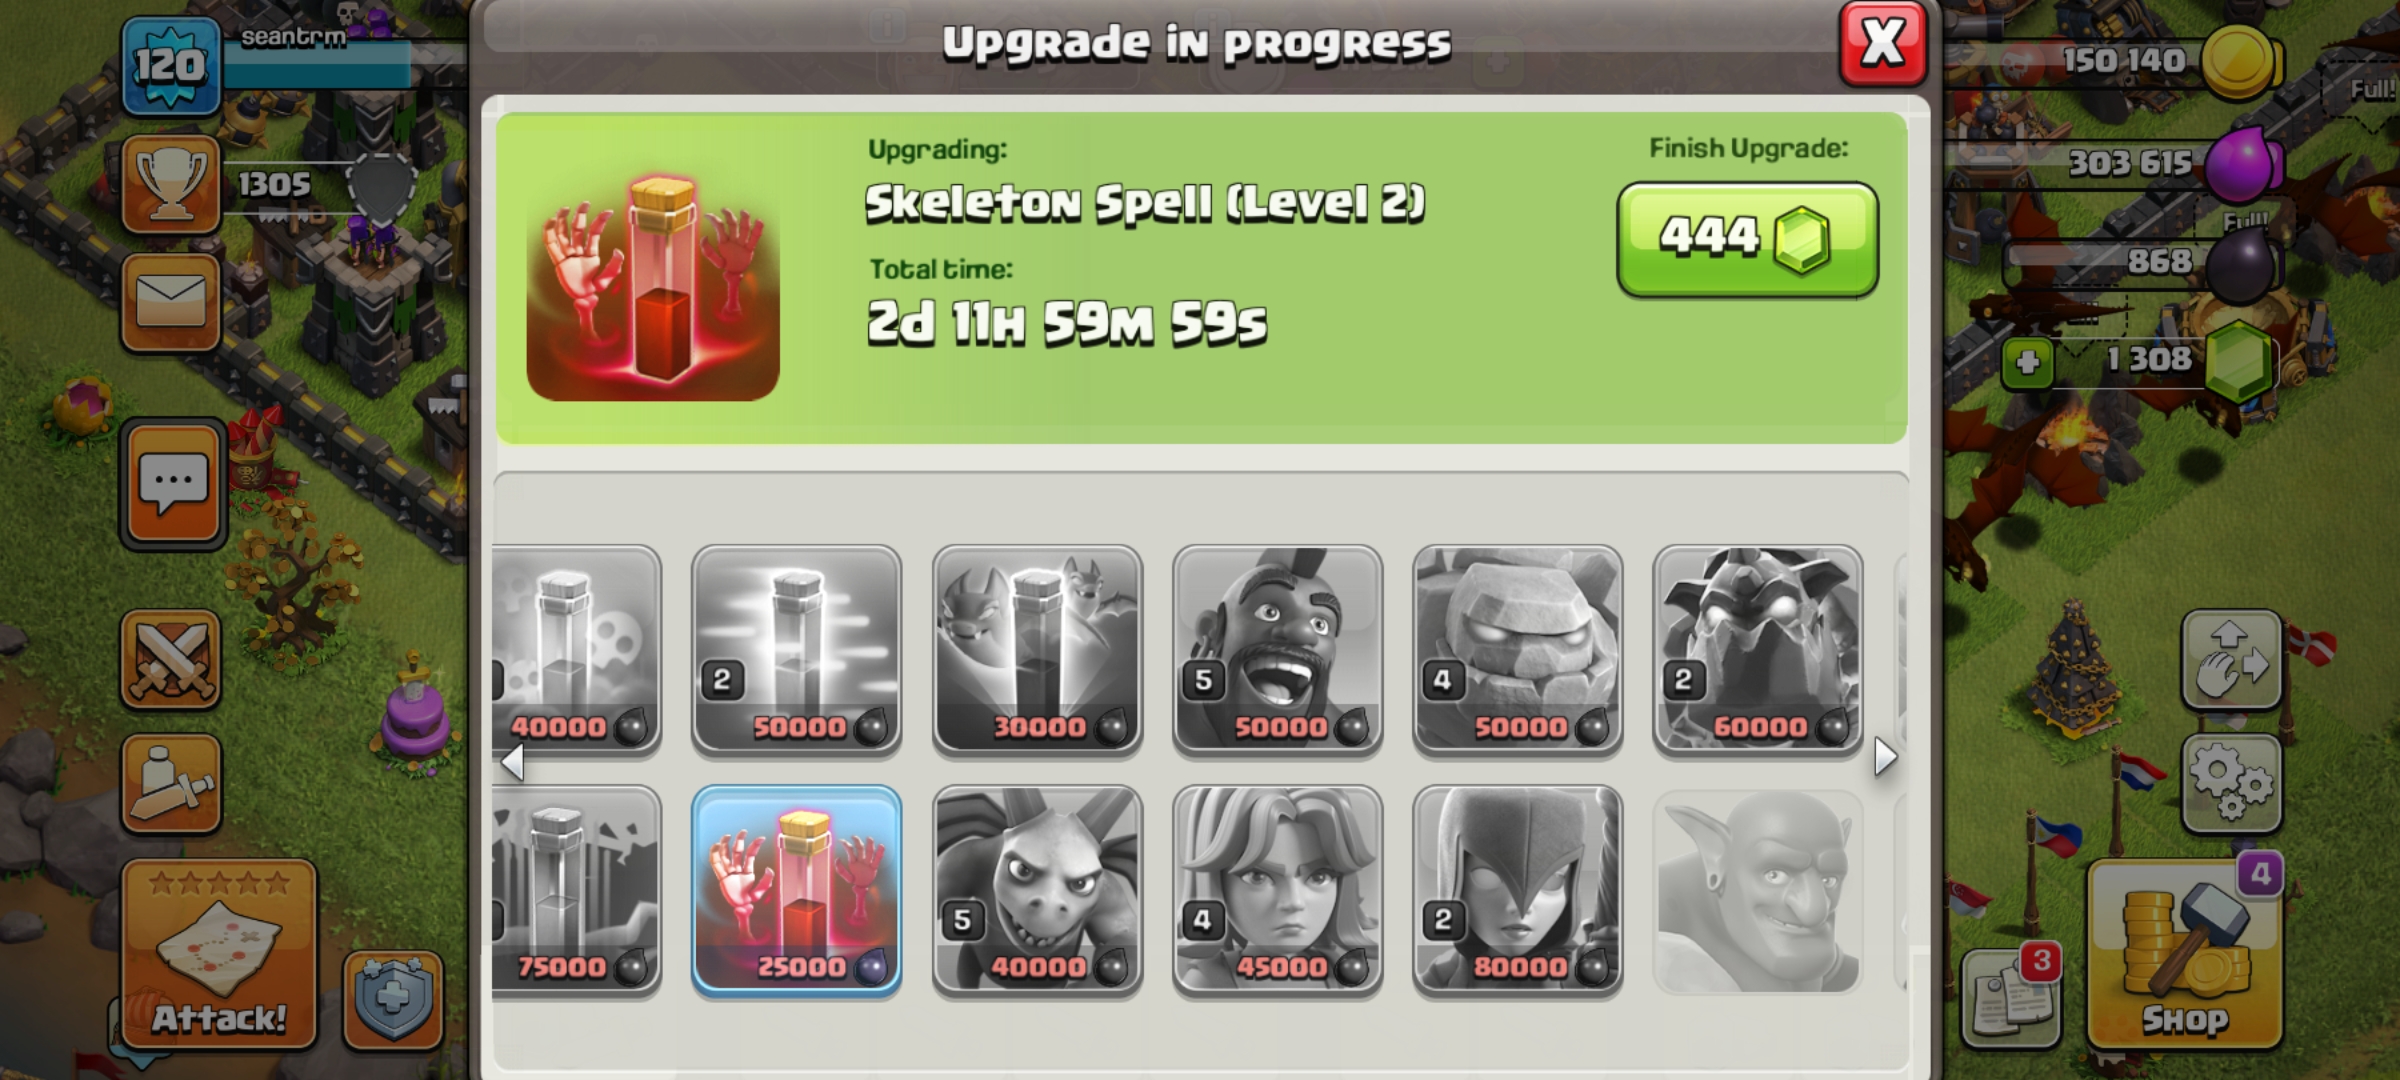 Upgrade in progress
X
120
seantrm
1305
150 140
Full!
303 615
Full!
868
1 308
Upgrading:
Skeleton Spell (Level 2)
Total time:
2d 11H 59M 59s
Finish Upgrade:
444
40000
2
50000
30000
5
50000
4
50000
2
60000
75000
25000
5
40000
4
45000
2
80000
Attack!
3
4
Shop